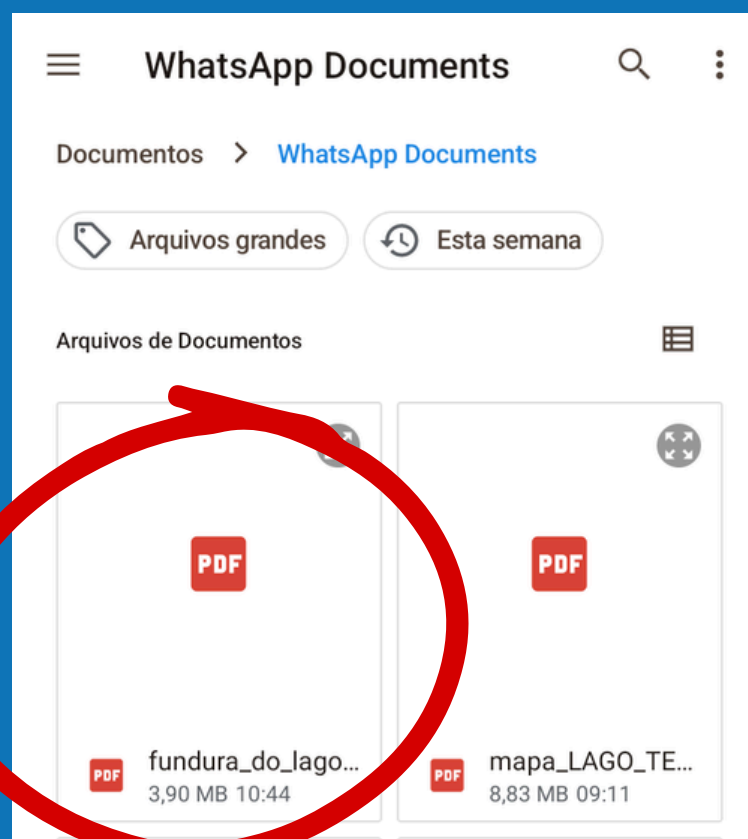 WhatsApp Documents
Documentos > WhatsApp Documents
Arquivos grandes
Esta semana
Arquivos de Documentos
PDF
PDF
PDF fundura_do_lago...
3,90 MB 10:44
PDF mapa_LAGO_TE...
8,83 MB 09:11